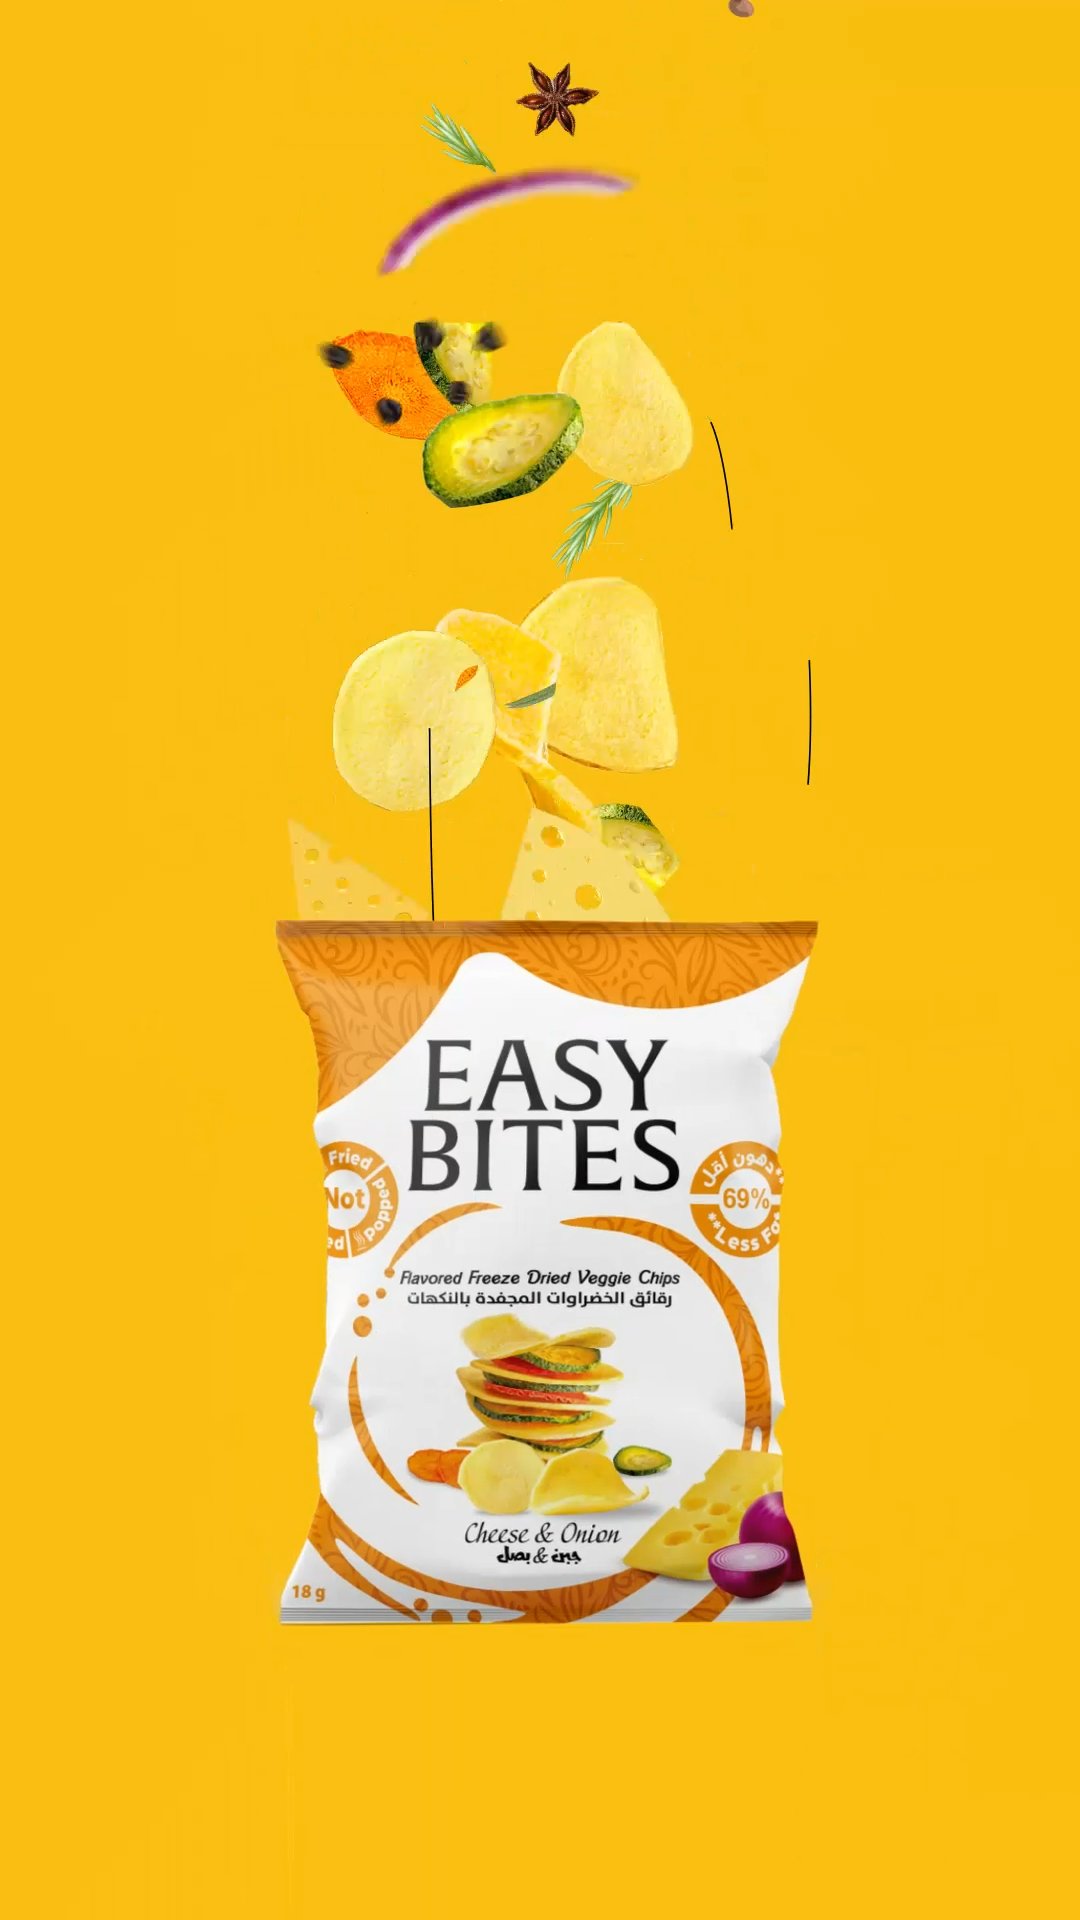 EASY
BITES
Fried
Not
Popped
دهون أقل**
69%
**Less Fat
Flavored Freeze Dried Veggie Chips
رقائق الخضراوات المجفدة بالنكهات
Cheese & Onion
جبن & بصل
18 g